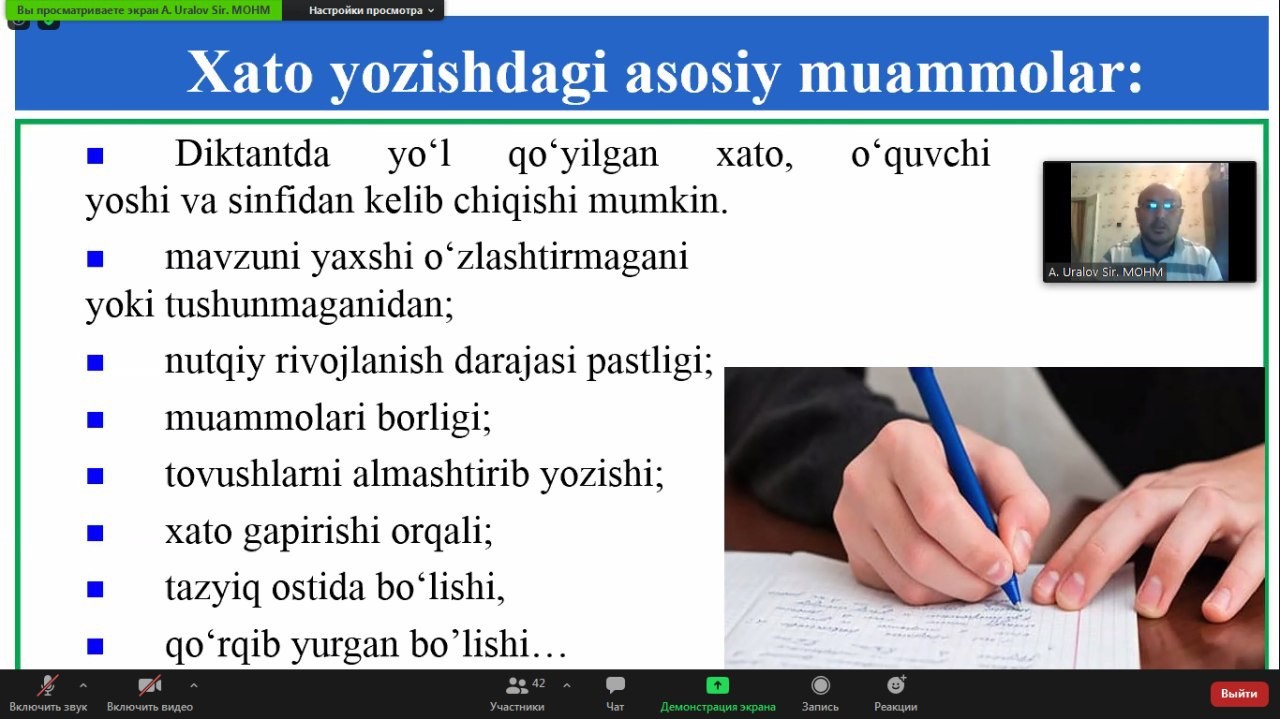 Вы просматриваете экран A. Uralov Sir. MOHM
Настройки просмотра
Xato yozishdagi asosiy muammolar:
Diktantda yo‘l qo‘yilgan xato, o‘quvchi
yoshi va sinfidan kelib chiqishi mumkin.
mavzuni yaxshi o‘zlashtirmagani
yoki tushunmaganidan;
nutqiy rivojlanish darajasi pastligi;
muammolari borligi;
tovushlarni almashtirib yozishi;
xato gapirishi orqali;
tazyiq ostida bo‘lishi,
qo‘rqib yurgan bo’lishi…
A. Uralov Sir. MOHM
Включить звук
Включить видео
42
Участники
Чат
Демонстрация экрана
Запись
Реакции
Выйти